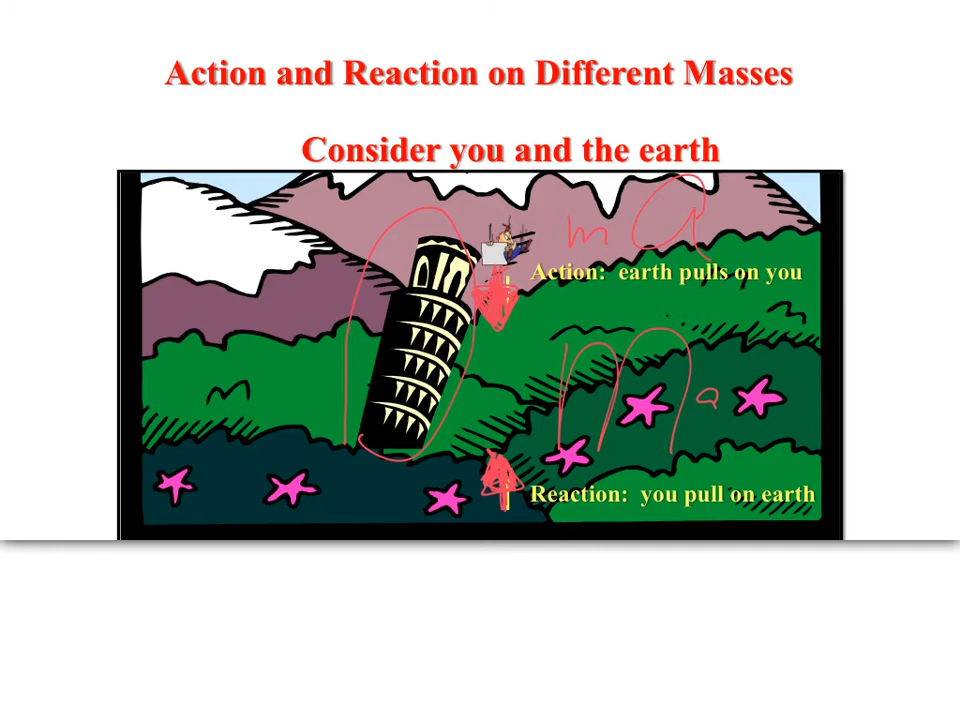 Action and Reaction on Different Masses
Consider you and the earth
m a
Action: earth pulls on you
m a
Reaction: you pull on earth